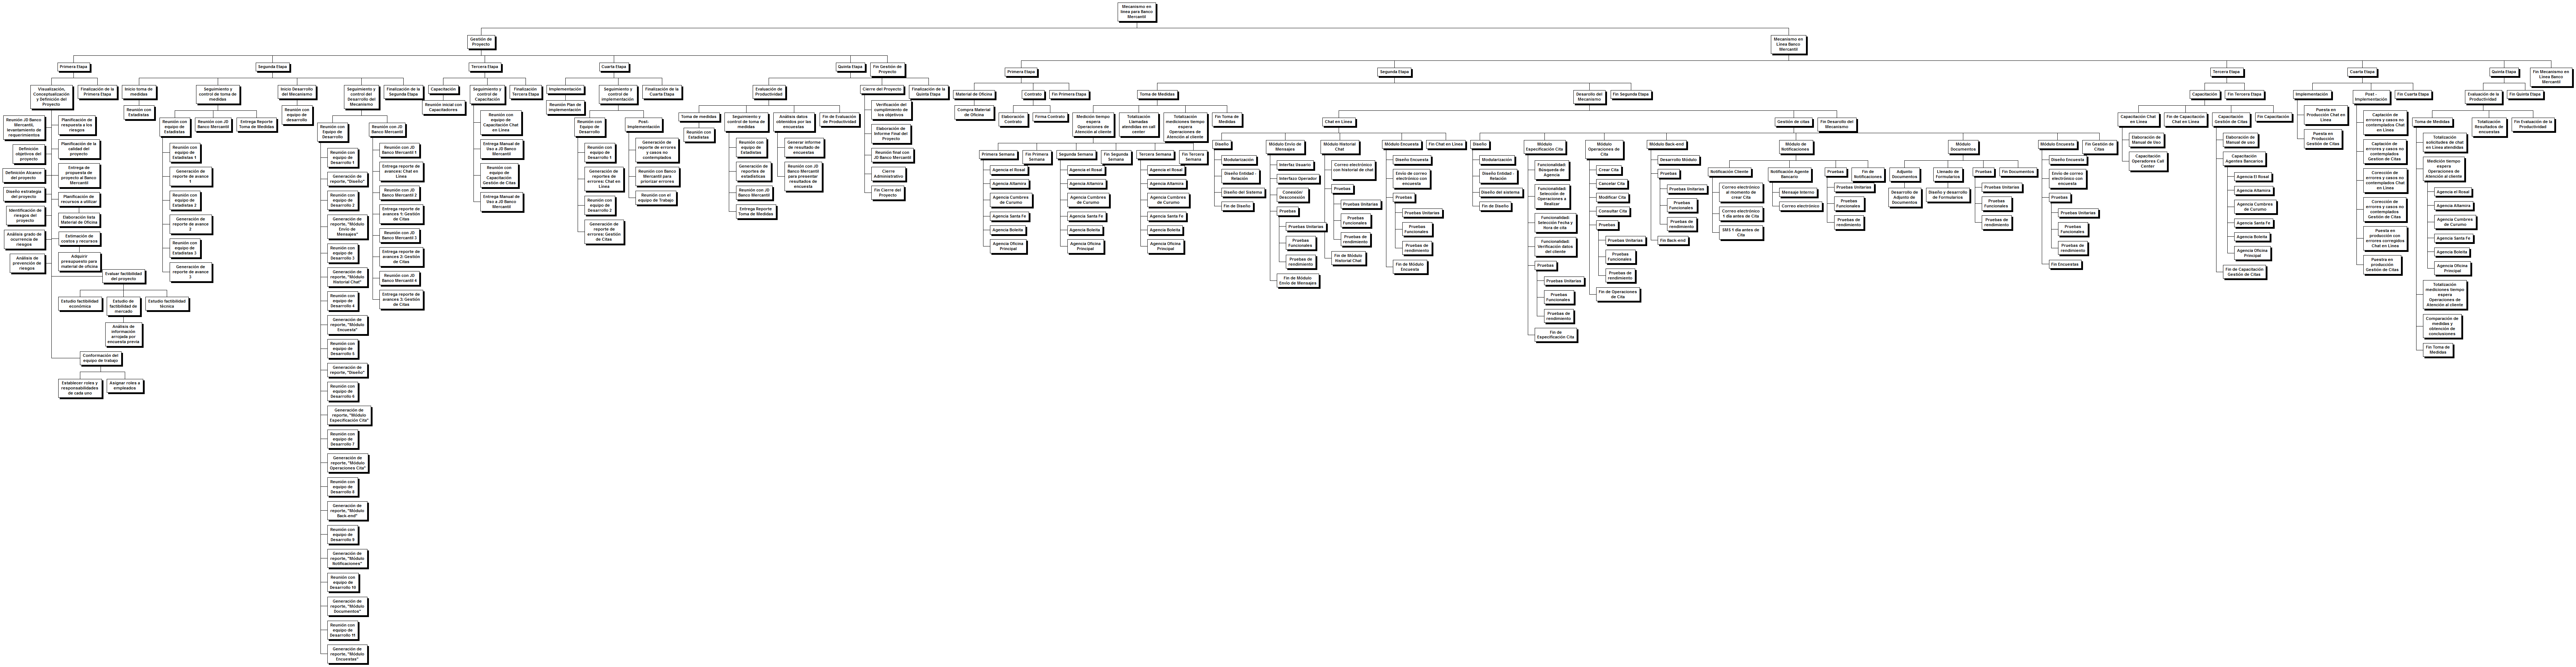 Mecanismo en
línea para Banco
Mercantil
Gestión de
Proyecto
Mecanismo en
Línea Banco
Mercantil
Primera Etapa
Segunda Etapa
Tercera Etapa
Cuarta Etapa
Quinta Etapa
Fin Gestión de
Proyecto
Primera Etapa
Segunda Etapa
Tercera Etapa
Cuarta Etapa
Quinta Etapa
Fin Mecanismo en
Línea Banco
Mercantil
Visualización,
Conceptualización
y Definición del
Proyecto
Finalización de la
Primera Etapa
Reunión JD Banco
Mercantil,
levantamiento de
requerimientos
Definición
objetivos del
proyecto
Definición Alcance
del proyecto
Diseño estrategia
del proyecto
Identificación de
riesgos del
proyecto
Análisis grado de
ocurrencia de
riesgos
Análisis de
prevención de
riesgos
Planificación de
respuesta a los
riesgos
Planificación de la
calidad del
proyecto
Entrega de
propuesta de
proyecto al Banco
Mercantil
Planificación de
recursos a utilizar
Elaboración lista
Material de Oficina
Estimación de
costos y recursos
Adquirir
presupuesto para
material de oficina
Evaluar factibilidad
del proyecto
Estudio factibilidad
económica
Estudio de
factibilidad de
mercado
Estudio factibilidad
técnica
Análisis de
información
arrojada por
encuesta previa
Conformación del
equipo de trabajo
Establecer roles y
responsabilidades
de cada uno
Asignar roles a
empleados
Inicio toma de
medidas
Reunión con
Estadistas
Seguimiento y
control de toma de
medidas
Reunión con
equipo de
Estadistas
Reunión con JD
Banco Mercantil
Entrega Reporte
Toma de Medidas
Reunión con
equipo de
Estadistas 1
Generación de
reporte de avance
1
Reunión con
equipo de
Estadistas 2
Generación de
reporte de avance
2
Reunión con
equipo de
Estadistas 3
Generación de
reporte de avance
3
Inicio Desarrollo
del Mecanismo
Reunión con
equipo de
desarrollo
Seguimiento y
control del
Desarrollo del
Mecanismo
Finalización de la
Segunda Etapa
Reunión con
Equipo de
Desarrollo
Reunión con
equipo de
Desarrollo 1
Generación de
reporte, "Diseño"
Reunión con
equipo de
Desarrollo 2
Generación de
reporte, "Módulo
Envío de
Mensajes"
Reunión con
equipo de
Desarrollo 3
Generación de
reporte, "Módulo
Historial Chat"
Reunión con
equipo de
Desarrollo 4
Generación de
reporte, "Módulo
Encuesta"
Reunión con
equipo de
Desarrollo 5
Generación de
reporte, "Diseño"
Reunión con
equipo de
Desarrollo 6
Generación de
reporte, "Módulo
Especificación Cita"
Reunión con
equipo de
Desarrollo 7
Generación de
reporte, "Módulo
Operaciones Cita"
Reunión con
equipo de
Desarrollo 8
Generación de
reporte, "Módulo
Back-end"
Reunión con
equipo de
Desarrollo 9
Generación de
reporte, "Módulo
Notificaciones"
Reunión con
equipo de
Desarrollo 10
Generación de
reporte, "Módulo
Documentos"
Reunión con
equipo de
Desarrollo 11
Generación de
reporte, "Módulo
Encuestas"
Reunión con JD
Banco Mercantil
Reunión con JD
Banco Mercantil 1
Entrega reporte de
avances: Chat en
Línea
Reunión con JD
Banco Mercantil 2
Entrega reporte de
avances 1: Gestión
de Citas
Reunión con JD
Banco Mercantil 3
Entrega reporte de
avances 2: Gestión
de Citas
Reunión con JD
Banco Mercantil 4
Entrega reporte de
avances 3: Gestión
de Citas
Capacitación
Reunión inicial con
Capacitadores
Seguimiento y
control de
Capacitación
Finalización
Tercera Etapa
Reunión con
equipo de
Capacitación Chat
en Línea
Entrega Manual de
Uso a JD Banco
Mercantil
Reunión con
equipo de
Capacitación
Gestión de Citas
Entrega Manual de
Uso a JD Banco
Mercantil
Implementación
Reunión Plan de
implementación
Seguimiento y
control de
implementación
Finalización de la
Cuarta Etapa
Reunión con
Equipo de
Desarrollo
Reunión con
equipo de
Desarrollo 1
Generación de
reportes de
errores: Chat en
Línea
Reunión con
equipo de
Desarrollo 2
Generación de
reporte de
errores: Gestión
de Citas
Post-
Implementación
Generación de
reporte de errores
y casos no
contemplados
Reunión con Banco
Mercantil para
priorizar errores
Reunión con el
equipo de Trabajo
Evaluación de
Productividad
Toma de medidas
Reunión con
Estadistas
Seguimiento y
control de toma de
medidas
Reunión con
equipo de
Estadistas
Generación de
reportes de
estadísticas
Reunión con JD
Banco Mercantil
Entrega Reporte
Toma de Medidas
Análisis datos
obtenidos por las
encuestas
Generar informe
de resultado de
encuestas
Reunión con JD
Banco Mercantil
para presentar
resultados de
encuesta
Fin de Evaluación
de Productividad
Cierre del Proyecto
Finalización de la
Quinta Etapa
Verificación del
cumplimiento de
los objetivos
Elaboración de
Informe Final del
Proyecto
Reunión final con
JD Banco Mercantil
Cierre
Administrativo
Fin Cierre del
Proyecto
Material de Oficina
Compra Material
de Oficina
Contrato
Elaboración
Contrato
Firma Contrato
Fin Primera Etapa
Toma de Medidas
Medición tiempo
espera
Operaciones de
Atención al cliente
Totalización
Llamadas
atendidas en call
center
Totalización
mediciones tiempo
espera
Operaciones de
Atención al cliente
Fin Toma de
Medidas
Primera Semana
Agencia el Rosal
Agencia Altamira
Agencia Cumbres
de Curumo
Agencia Santa Fe
Agencia Boleita
Agencia Oficina
Principal
Fin Primera
Semana
Segunda Semana
Agencia el Rosal
Agencia Altamira
Agencia Cumbres
de Curumo
Agencia Santa Fe
Agencia Boleita
Agencia Oficina
Principal
Fin Segunda
Semana
Tercera Semana
Agencia el Rosal
Agencia Altamira
Agencia Cumbres
de Curumo
Agencia Santa Fe
Agencia Boleita
Agencia Oficina
Principal
Fin Tercera
Semana
Desarrollo del
Mecanismo
Fin Segunda Etapa
Chat en Línea
Gestión de citas
Fin Desarrollo del
Mecanismo
Diseño
Modularización
Diseño Entidad -
Relación
Diseño del Sistema
Fin de Diseño
Módulo Envío de
Mensajes
Interfaz Usuario
Interfaz Operador
Conexión
Desconexión
Pruebas
Pruebas Unitarias
Pruebas
Funcionales
Pruebas de
rendimiento
Fin de Módulo
Envío de Mensajes
Módulo Historial
Chat
Correo electrónico
con historial de chat
Pruebas
Pruebas Unitarias
Pruebas
Funcionales
Pruebas de
rendimiento
Fin de Módulo
Historial Chat
Módulo Encuesta
Diseño Encuesta
Envío de correo
electrónico con
encuesta
Pruebas
Pruebas Unitarias
Pruebas
Funcionales
Pruebas de
rendimiento
Fin de Módulo
Encuesta
Fin Chat en Línea
Diseño
Modularización
Diseño Entidad -
Relación
Diseño del sistema
Fin de Diseño
Módulo
Especificación Cita
Funcionalidad:
Búsqueda de
Agencia
Funcionalidad:
Selección de
Operaciones a
Realizar
Funcionalidad:
Selección Fecha y
hora de cita
Funcionalidad:
Verificación datos
del cliente
Pruebas
Pruebas Unitarias
Pruebas
Funcionales
Pruebas de
rendimiento
Fin de
Especificación Cita
Módulo
Operaciones de
Cita
Crear Cita
Cancelar Cita
Modificar Cita
Consultar Cita
Pruebas
Pruebas Unitarias
Pruebas
Funcionales
Pruebas de
rendimiento
Fin de Operaciones
de Cita
Módulo Back-end
Desarrollo Módulo
Pruebas
Pruebas Unitarias
Pruebas
Funcionales
Pruebas de
rendimiento
Fin Back-end
Módulo de
Notificaciones
Notificación Cliente
Correo electrónico
al momento de
crear Cita
Correo electrónico
1 día antes de
Cita
SMS 1 día antes de
Cita
Notificación Agente
Bancario
Mensaje Interno
Correo electrónico
Pruebas
Pruebas Unitarias
Pruebas
Funcionales
Pruebas de
rendimiento
Fin de
Notificaciones
Módulo
Documentos
Adjunto
Documentos
Desarrollo de
Adjunto de
Documentos
Llenado de
Formularios
Diseño y desarrollo
de Formularios
Pruebas
Pruebas Unitarias
Pruebas
Funcionales
Pruebas de
rendimiento
Fin Documentos
Módulo Encuesta
Diseño Encuesta
Envío de correo
electrónico con
encuesta
Pruebas
Pruebas Unitarias
Pruebas
Funcionales
Pruebas de
rendimiento
Fin Encuestas
Fin Gestión de
Citas
Capacitación
Fin Tercera Etapa
Capacitación Chat
en Línea
Elaboración de
Manual de Uso
Capacitación
Operadores Call
Center
Fin de Capacitación
Chat en Línea
Capacitación
Gestión de Citas
Elaboración de
Manual de uso
Capacitación
Agentes Bancarios
Agencia El Rosal
Agencia Altamira
Agencia Cumbres
de Curumo
Agencia Santa Fe
Agencia Boleita
Agencia Oficina
Principal
Fin de Capacitación
Gestión de Citas
Fin Capacitación
Implementación
Puesta en
Producción Chat en
Línea
Puesta en
Producción
Gestión de Citas
Post -
Implementación
Captación de
errores y casos no
contemplados Chat
en Línea
Captación de
errores y casos no
contemplados
Gestión de Citas
Corrección de
errores y casos no
contemplados Chat
en Línea
Corrección de
errores y casos no
contemplados
Gestión de Citas
Puesta en
producción con
errores corregidos
Chat en Línea
Puestra en
producción
Gestión de Citas
Fin Cuarta Etapa
Evaluación de la
Productividad
Fin Quinta Etapa
Toma de Medidas
Totalización
solicitudes de chat
en Línea atendidas
Medición tiempo
espera
Operaciones de
Atención al cliente
Agencia el Rosal
Agencia Altamira
Agencia Cumbres
de Curumo
Agencia Santa Fe
Agencia Boleita
Agencia Oficina
Principal
Totalización
mediciones tiempo
espera
Operaciones de
Atención al cliente
Comparación de
medidas y
obtención de
conclusiones
Fin Toma de
Medidas
Totalización
Resultados de
encuestas
Fin Evaluación de la
Productividad